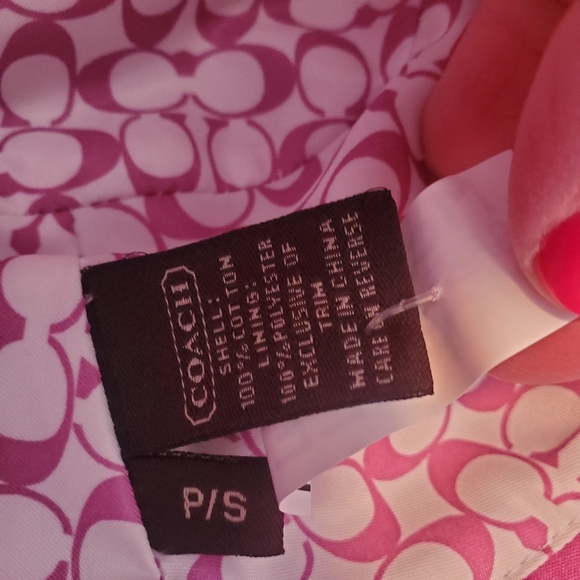 COACH
SHELL:
100% COTTON
LINING:
100% POLYESTER
EXCLUSIVE OF
TRIM
MADE IN CHINA
CARE ON REVERSE
P/S